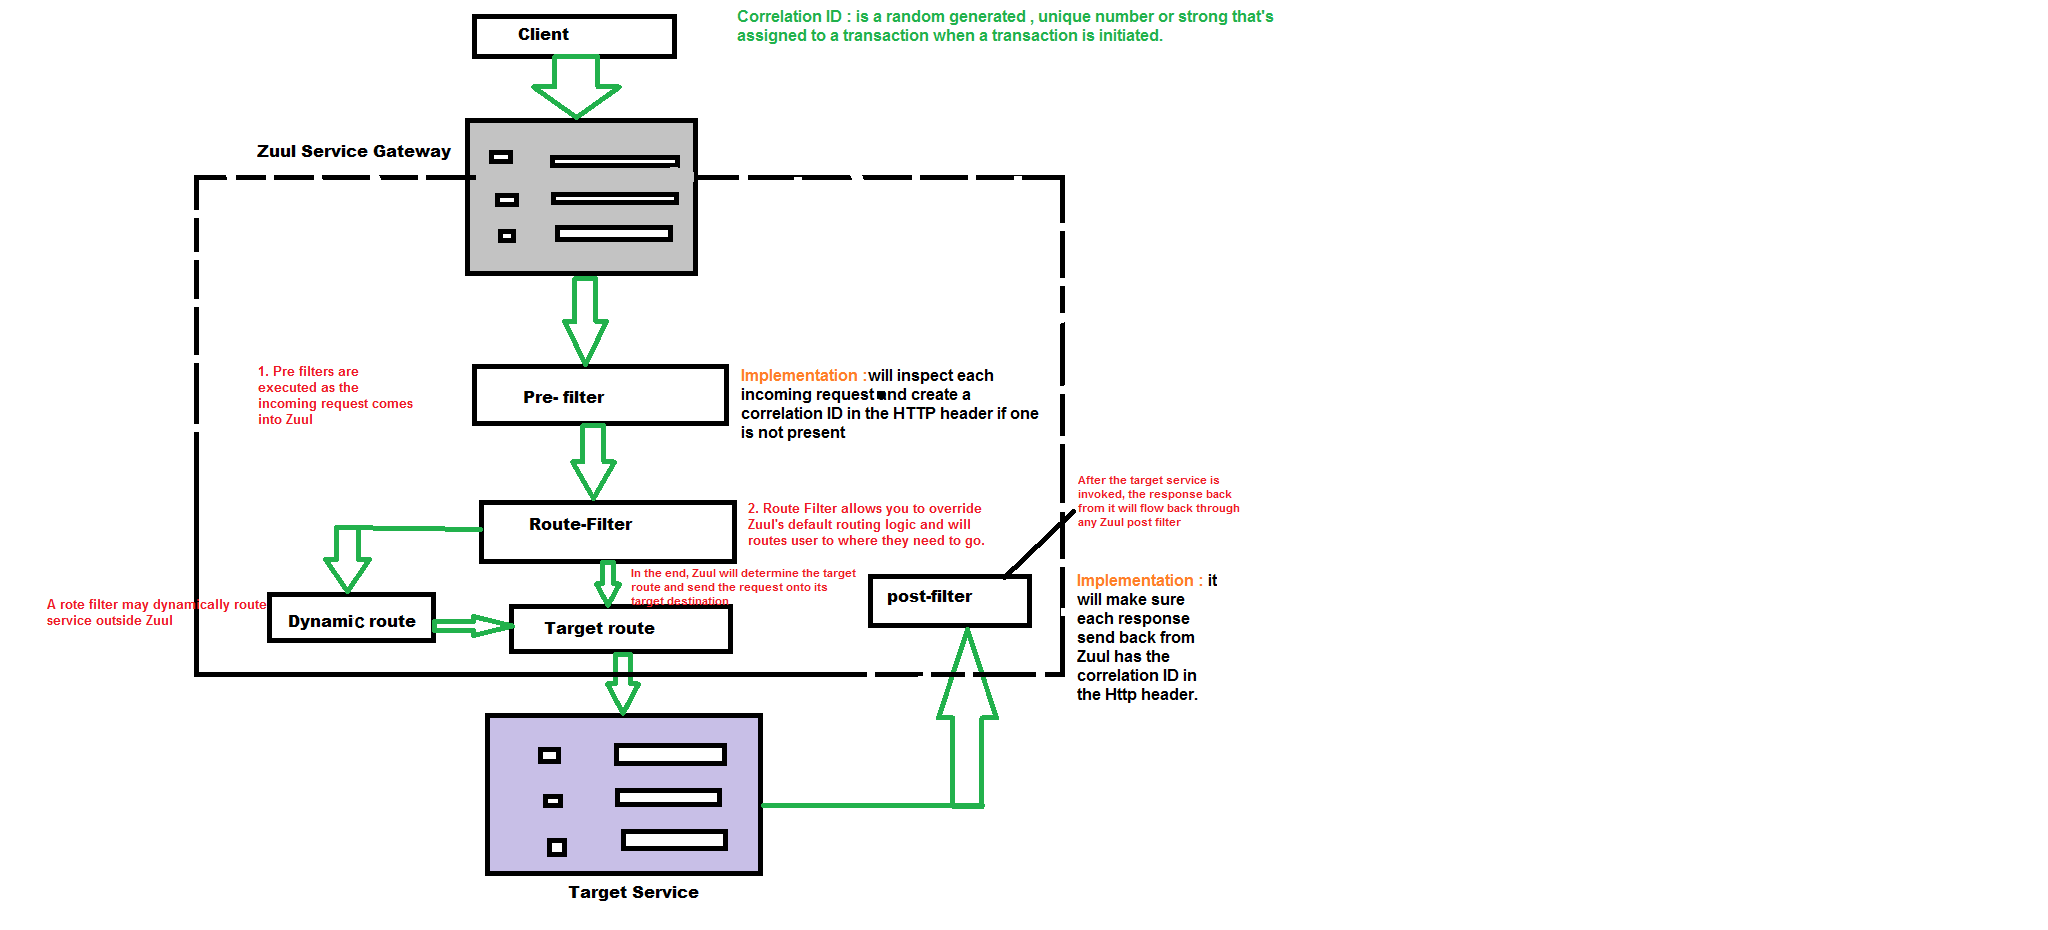 Client
Correlation ID : is a random generated , unique number or strong that's
assigned to a transaction when a transaction is initiated.
Zuul Service Gateway
1. Pre filters are
executed as the
incoming request comes
into Zuul
Pre- filter
Implementation :will inspect each
incoming request and create a
correlation ID in the HTTP header if one
is not present
Route-Filter
2. Route Filter allows you to override
Zuul's default routing logic and will
routes user to where they need to go.
After the target service is
invoked, the response back
from it will flow back through
any Zuul post filter
In the end, Zuul will determine the target
route and send the request onto its
target destination
A rote filter may dynamically route
service outside Zuul
Dynamic route
Target route
post-filter
Implementation : it
will make sure
each response
send back from
Zuul has the
correlation ID in
the Http header.
Target Service